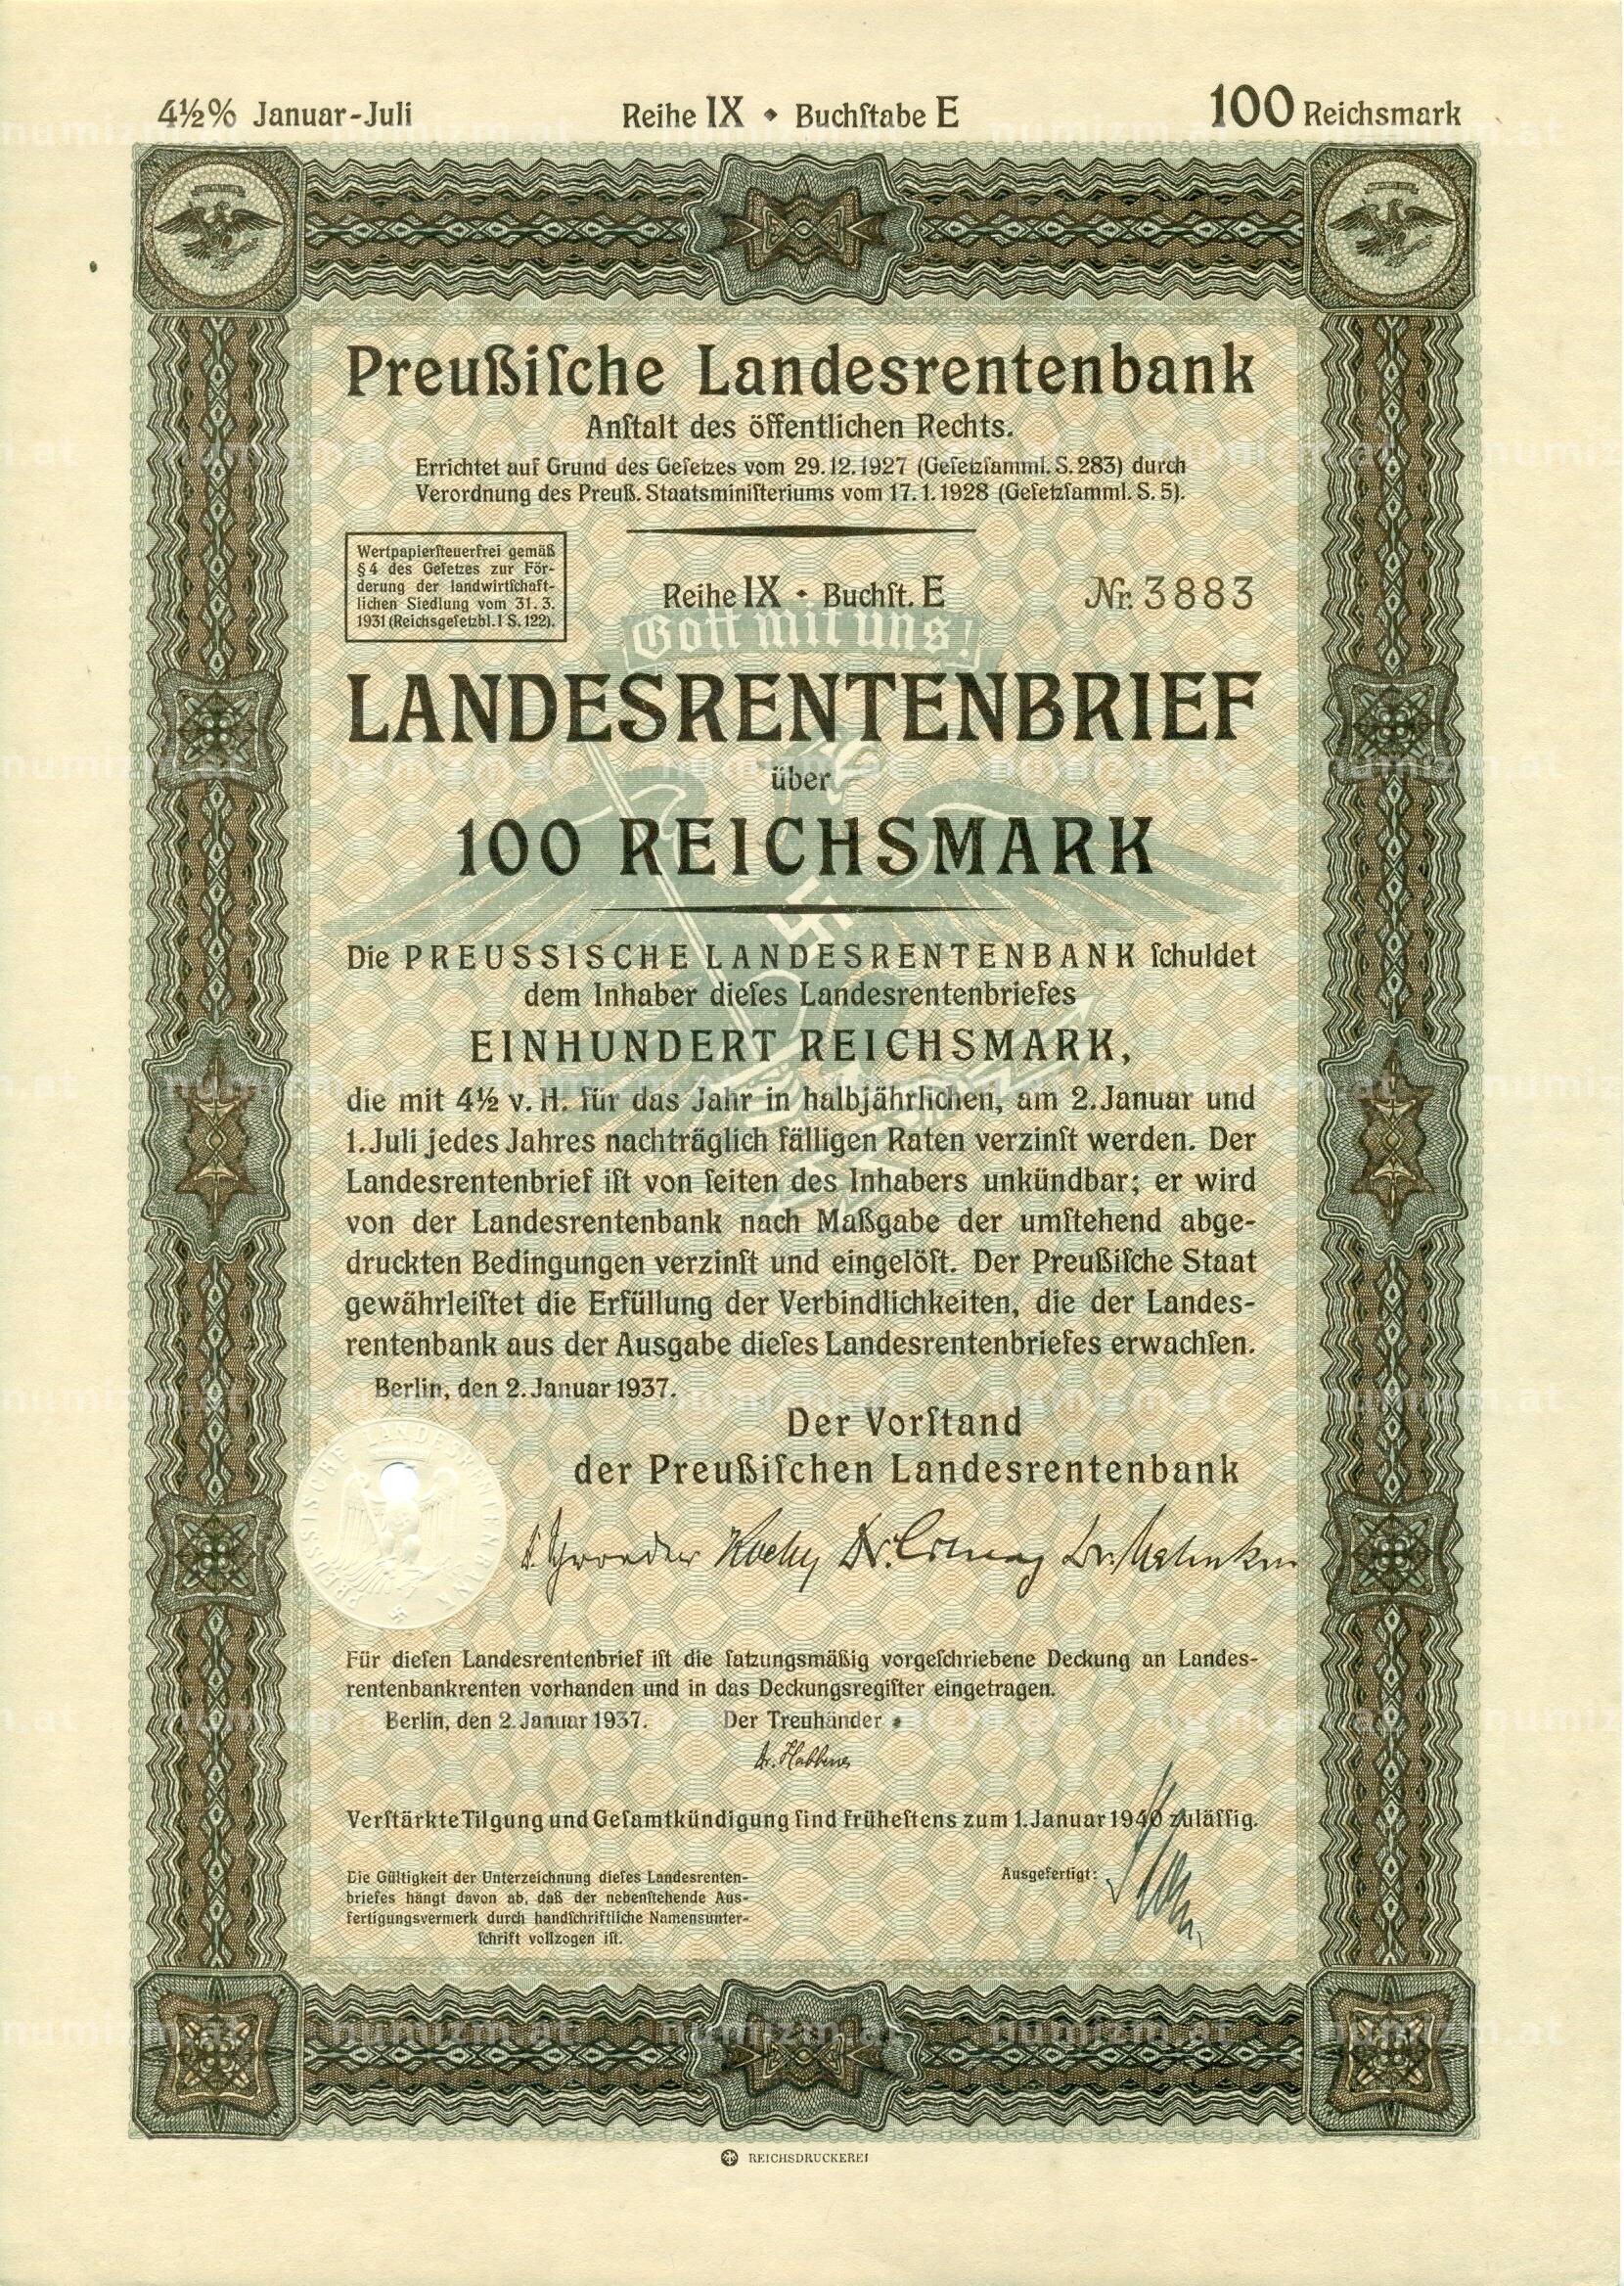 4½% Januar-Juli
Reihe IX • Buchſtabe E
100 Reichsmark
Preußiſche Landesrentenbank
Anſtalt des öffentlichen Rechts.
Errichtet auf Grund des Geſetzes vom 29.12.1927 (Geſetzſamml. S. 283) durch
Verordnung des Preuß. Staatsminiſteriums vom 17. 1. 1928 (Geſetzſamml. S. 5).
Wertpapierſteuerfrei gemäß
§ 4 des Geſetzes zur För-
derung der landwirtſchaft-
lichen Siedlung vom 31. 3.
1931 (Reichsgeſetzbl. I S. 122).
Reihe IX • Buchſt. E
Nr. 3883
Gott mit uns!
LANDESRENTENBRIEF
über
100 REICHSMARK
Die PREUSSISCHE LANDESRENTENBANK ſchuldet
dem Inhaber dieſes Landesrentenbriefes
EINHUNDERT REICHSMARK,
die mit 4½ v. H. für das Jahr in halbjährlichen, am 2. Januar und
1. Juli jedes Jahres nachträglich fälligen Raten verzinſt werden. Der
Landesrentenbrief iſt von ſeiten des Inhabers unkündbar; er wird
von der Landesrentenbank nach Maßgabe der umſtehend abge-
druckten Bedingungen verzinſt und eingelöſt. Der Preußiſche Staat
gewährleiſtet die Erfüllung der Verbindlichkeiten, die der Landes-
rentenbank aus der Ausgabe dieſes Landesrentenbriefes erwachſen.
Berlin, den 2. Januar 1937.
Der Vorſtand
der Preußiſchen Landesrentenbank
PREUSSISCHE LANDESRENTENBANK
Für dieſen Landesrentenbrief iſt die ſatzungsmäßig vorgeſchriebene Deckung an Landes-
rentenbankrenten vorhanden und in das Deckungsregiſter eingetragen.
Berlin, den 2. Januar 1937.
Der Treuhänder
Verſtärkte Tilgung und Geſamtkündigung ſind früheſtens zum 1. Januar 1940 zuläſſig.
Die Gültigkeit der Unterzeichnung dieſes Landesrenten-
briefes hängt davon ab, daß der nebenſtehende Aus-
fertigungsvermerk durch handſchriftliche Namensunter-
ſchrift vollzogen iſt.
Ausgefertigt:
REICHSDRUCKEREI
numizm.at